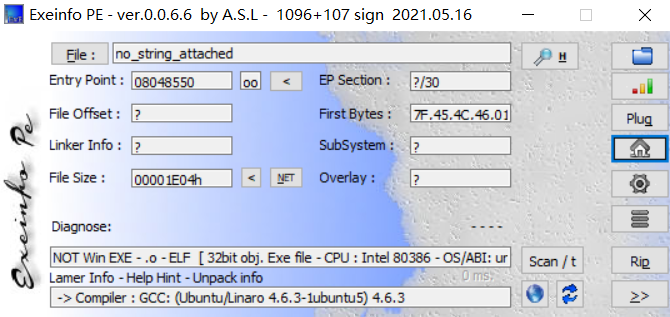 Exeinfo PE - ver.0.0.6.6 by A.S.L - 1096+107 sign 2021.05.16
File : no_string_attached H
Entry Point : 08048550 oo < EP Section : ?/30
File Offset : ? First Bytes : 7F.45.4C.46.01 Plug
Linker Info : ? SubSystem : ?
File Size : 00001E04h < NET Overlay : ?
Diagnose: ----
NOT Win EXE - .o - ELF [ 32bit obj. Exe file - CPU : Intel 80386 - OS/ABI: ur Scan / t Rip
Lamer Info - Help Hint - Unpack info 0 ms.
-> Compiler : GCC: (Ubuntu/Linaro 4.6.3-1ubuntu5) 4.6.3 >>
Exeinfo Pe